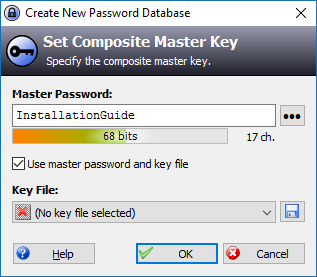 Create New Password Database
Set Composite Master Key
Specify the composite master key.
Master Password:
InstallationGuide
68 bits 17 ch.
Use master password and key file
Key File:
(No key file selected)
Help OK Cancel